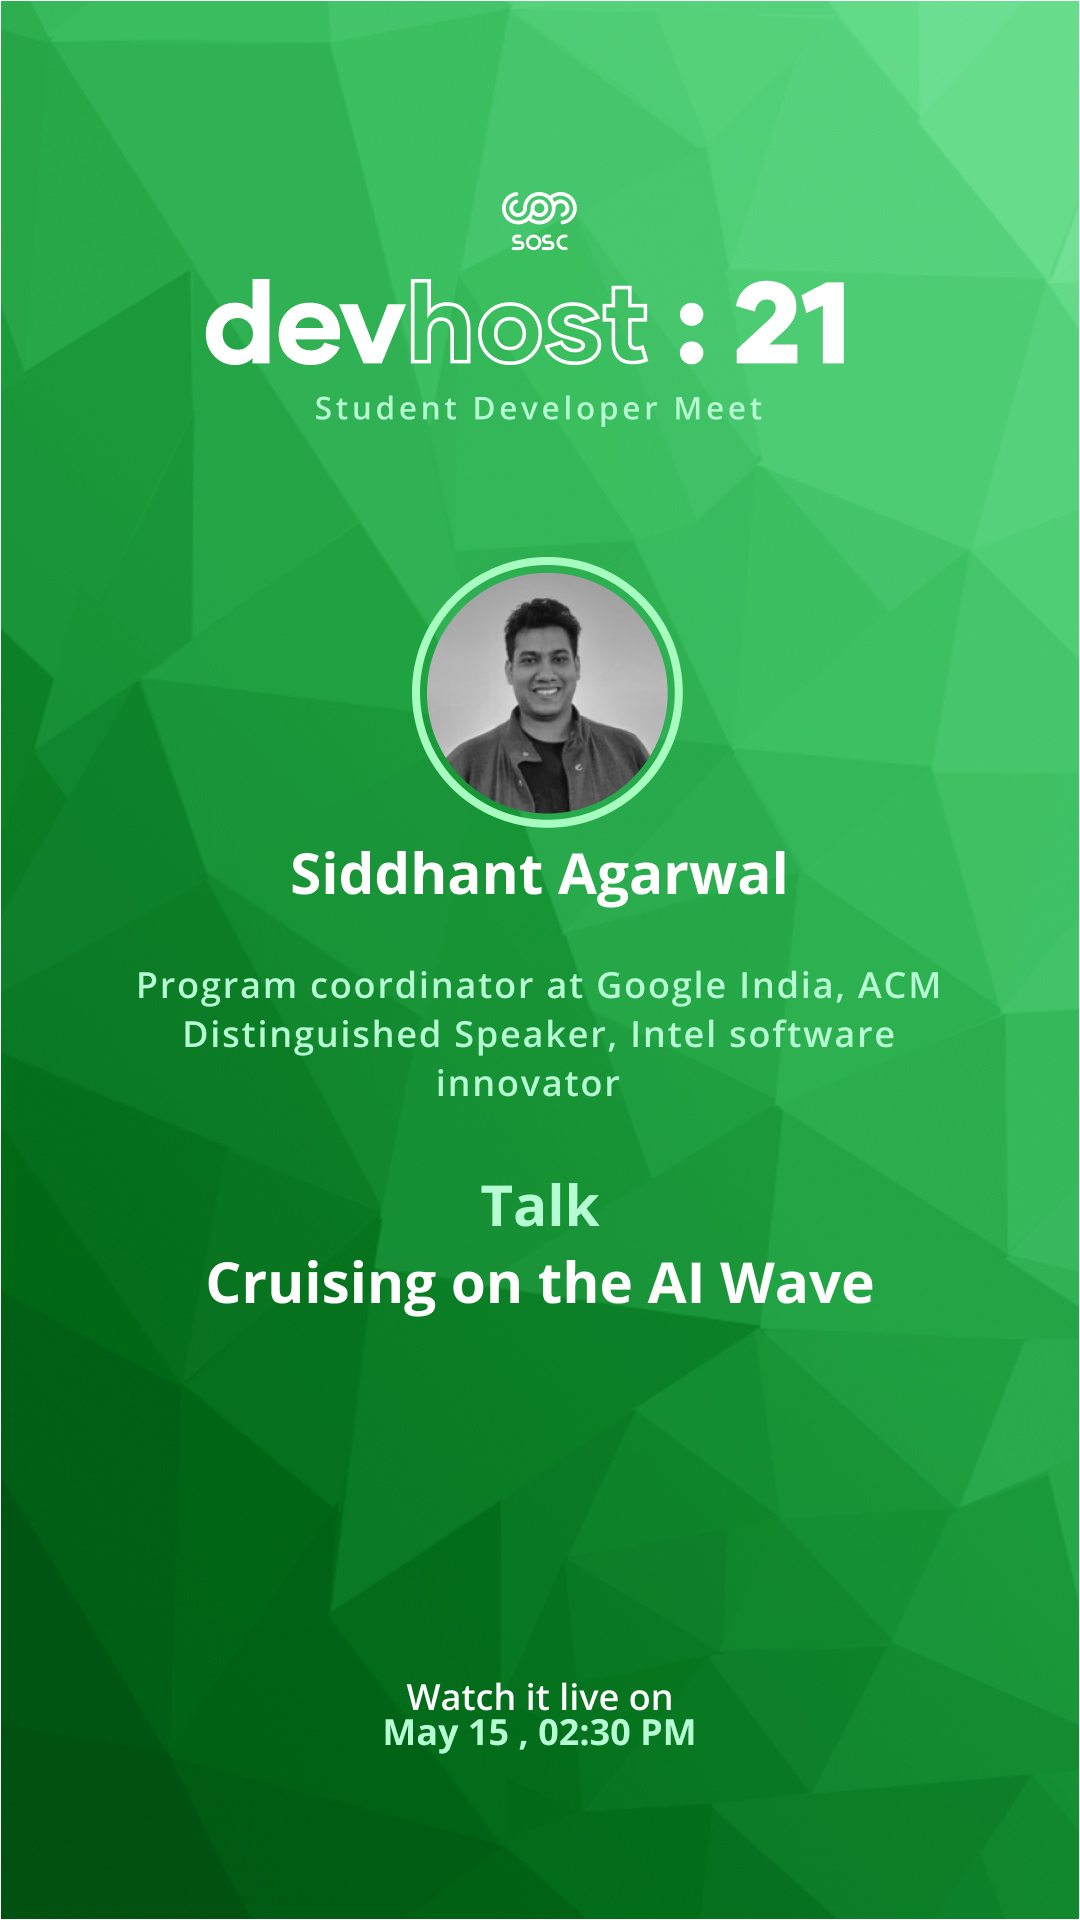 SOSC
devhost : 21
Student Developer Meet
Siddhant Agarwal
Program coordinator at Google India, ACM
Distinguished Speaker, Intel software
innovator
Talk
Cruising on the AI Wave
Watch it live on
May 15 , 02:30 PM